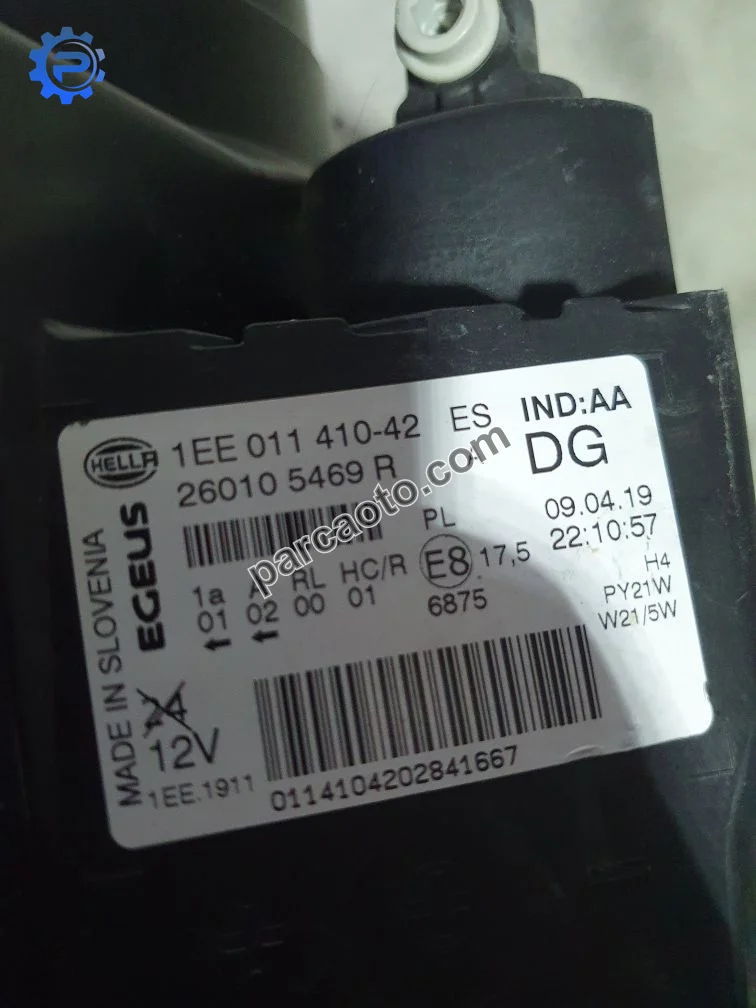 HELLA
1EE 011 410-42 ES IND:AA
26010 5469 R A DG
09.04.19
22:10:57
MADE IN SLOVENIA
EGEUS
1a A RL HC/R PL
01 02 00 01 E8 17,5
6875
H4
PY21W
W21/5W
12V
1EE.1911
0114104202841667
parcaoto.com